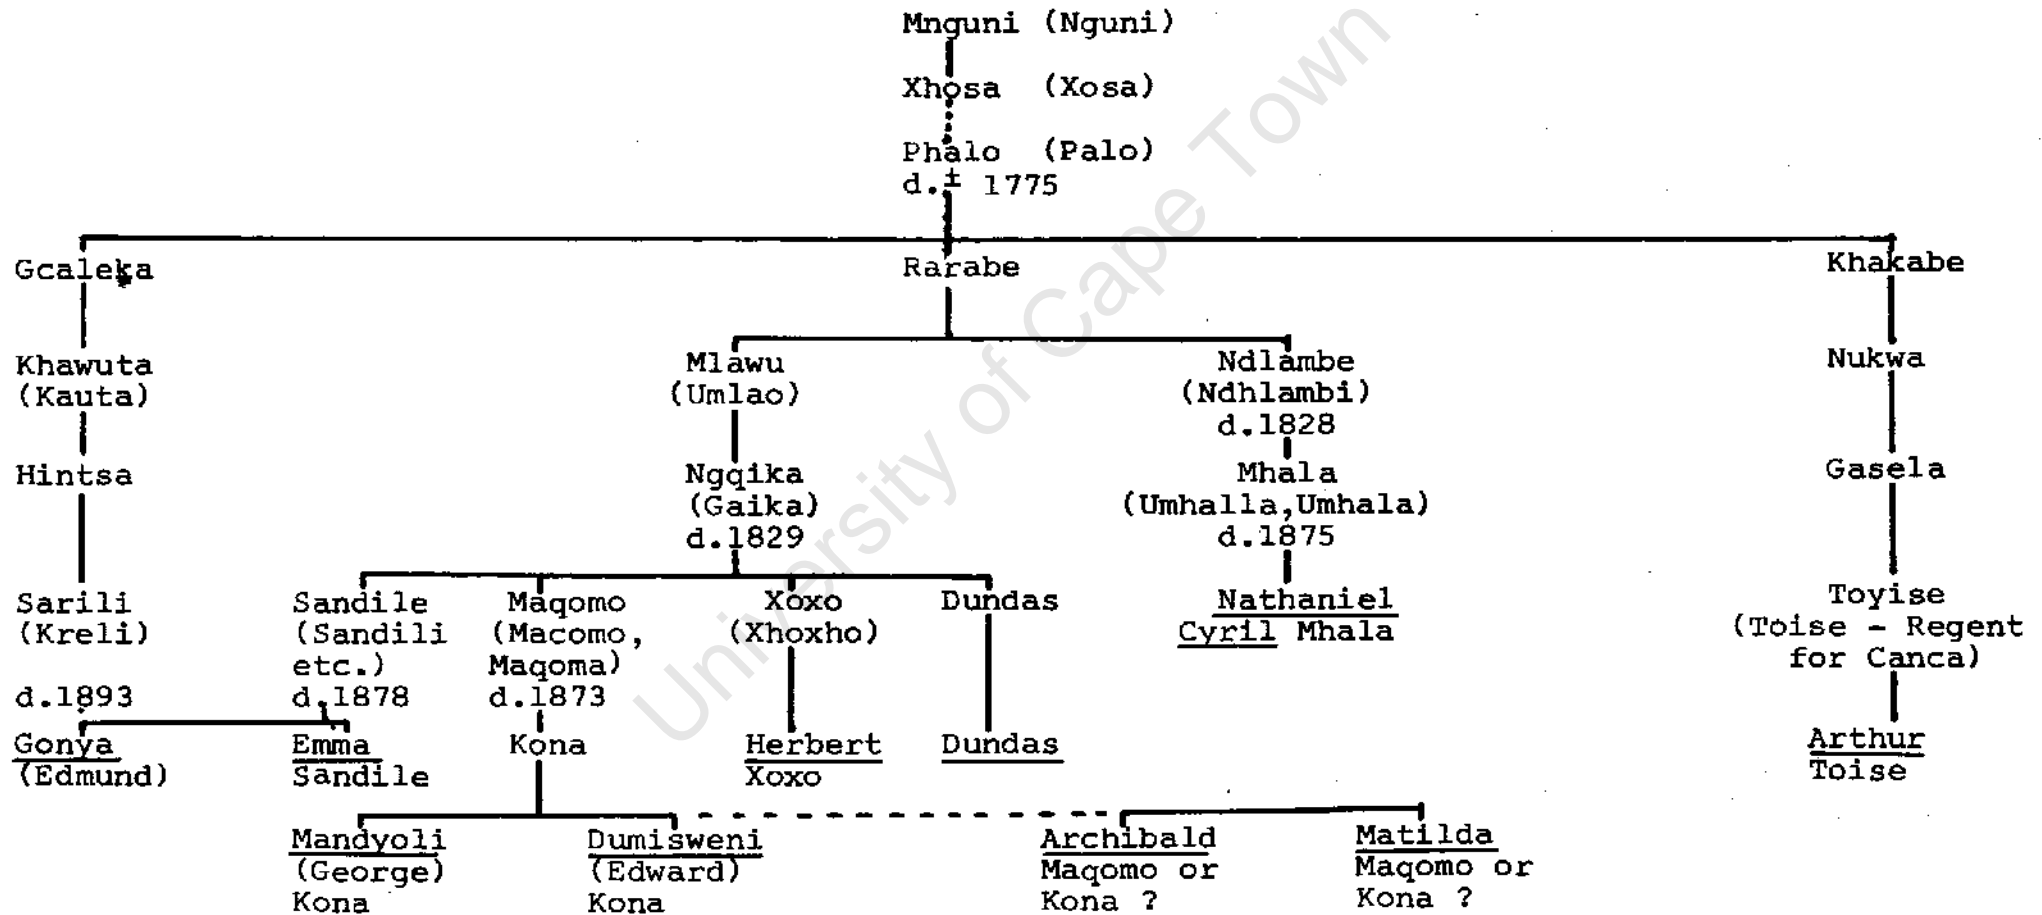 Mnguni (Nguni)
Xhosa (Xosa)
Phalo (Palo)
d.± 1775
Gcaleka Rarabe Khakabe
Khawuta Mlawu Ndlambe Nukwa
(Kauta) (Umlao) (Ndhlambi)
d.1828
Hintsa Ngqika Mhala Gasela
(Gaika) (Umhalla,Umhala)
d.1829 d.1875
Sarili Sandile Maqomo Xoxo Dundas Nathaniel Toyise
(Kreli) (Sandili (Macomo, (Xhoxho) Cyril Mhala (Toise - Regent
etc.) Maqoma) for Canca)
d.1893 d.1878 d.1873
Gonya Emma Kona Herbert Dundas Arthur
(Edmund) Sandile Xoxo Toise
Mandyoli Dumisweni Archibald Matilda
(George) (Edward) Maqomo or Maqomo or
Kona Kona Kona ? Kona ?
University of Cape Town